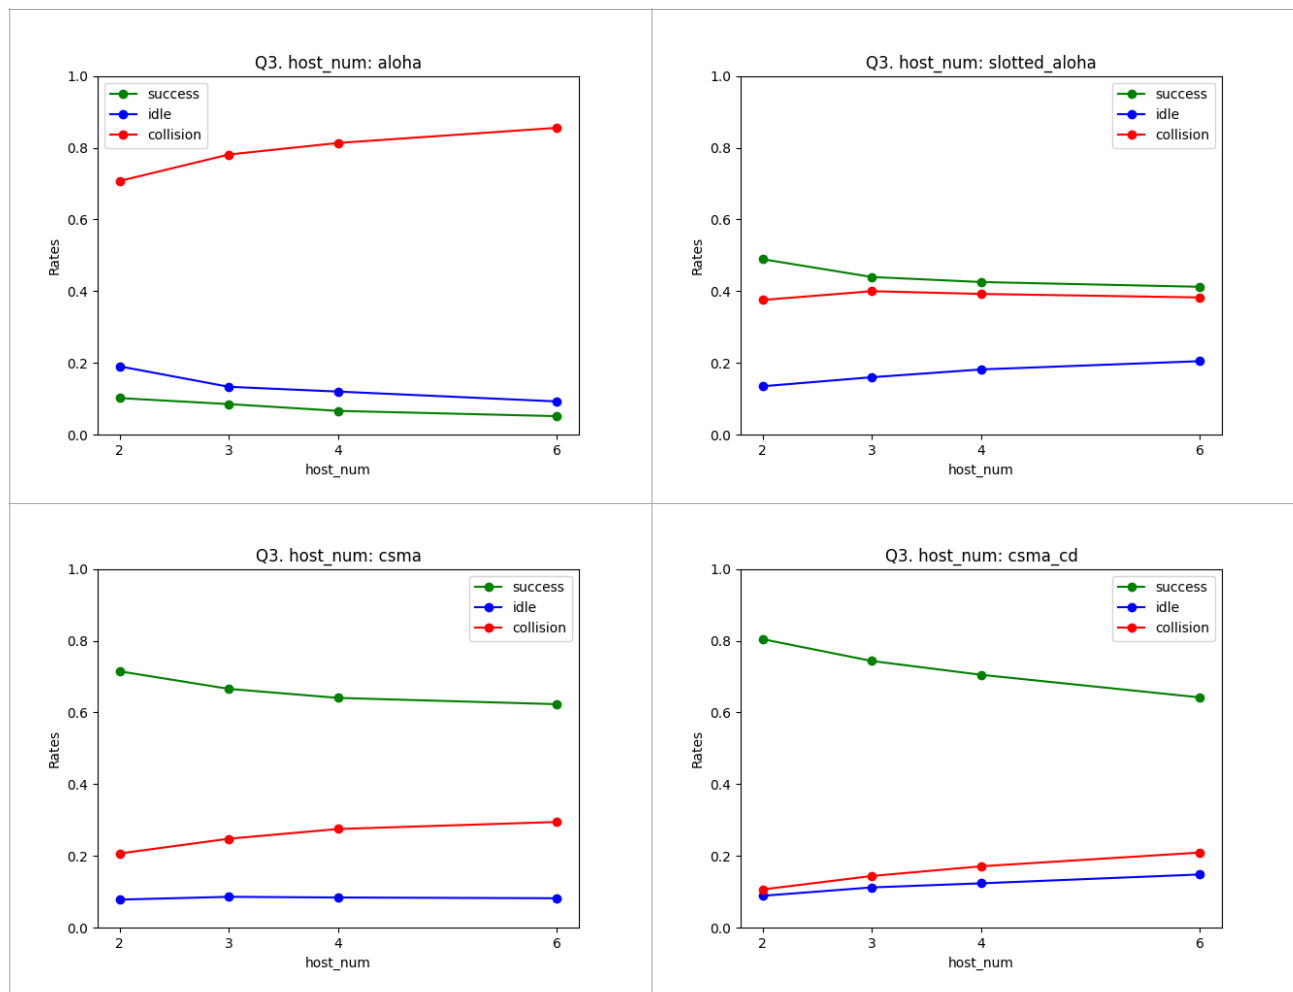 Q3. host_num: aloha
success
idle
collision
1.0
0.8
0.6
0.4
0.2
0.0
Rates
2 3 4 6
host_num
Q3. host_num: slotted_aloha
success
idle
collision
1.0
0.8
0.6
0.4
0.2
0.0
Rates
2 3 4 6
host_num
Q3. host_num: csma
success
idle
collision
1.0
0.8
0.6
0.4
0.2
0.0
Rates
2 3 4 6
host_num
Q3. host_num: csma_cd
success
idle
collision
1.0
0.8
0.6
0.4
0.2
0.0
Rates
2 3 4 6
host_num